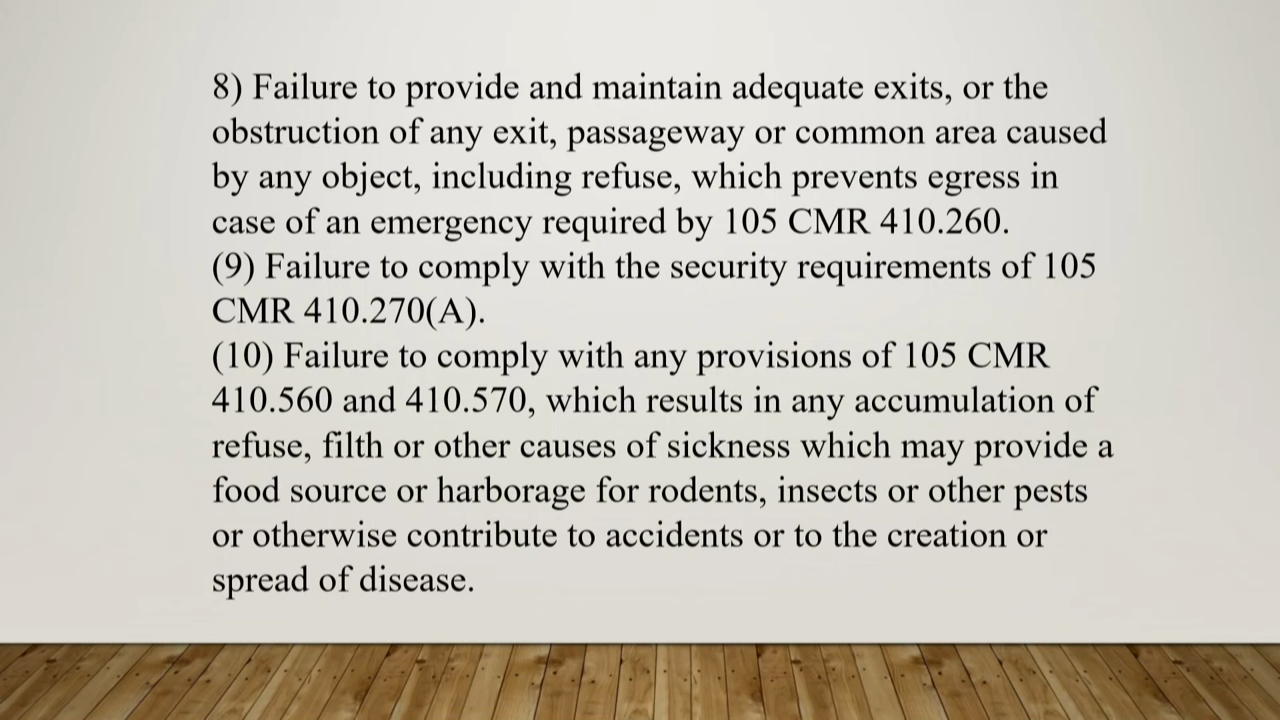 8) Failure to provide and maintain adequate exits, or the
obstruction of any exit, passageway or common area caused
by any object, including refuse, which prevents egress in
case of an emergency required by 105 CMR 410.260.
(9) Failure to comply with the security requirements of 105
CMR 410.270(A).
(10) Failure to comply with any provisions of 105 CMR
410.560 and 410.570, which results in any accumulation of
refuse, filth or other causes of sickness which may provide a
food source or harborage for rodents, insects or other pests
or otherwise contribute to accidents or to the creation or
spread of disease.